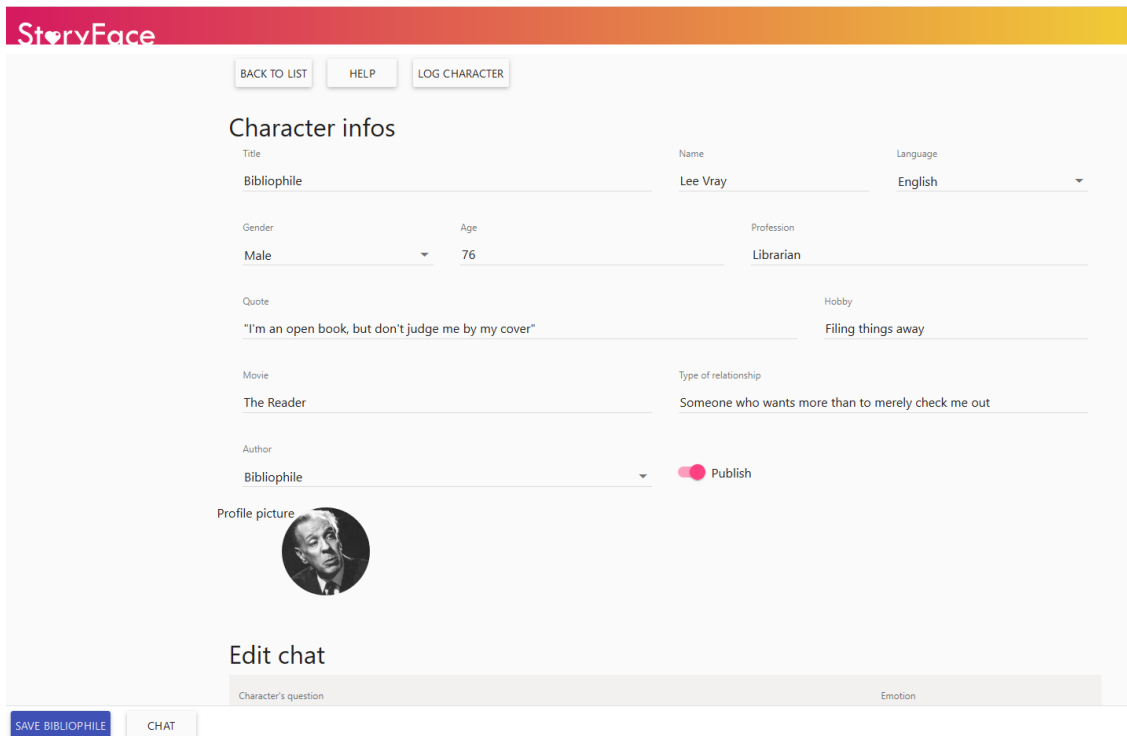 StoryFace
BACK TO LIST HELP LOG CHARACTER
Character infos
Title Name Language
Bibliophile Lee Vray English
Gender Age Profession
Male 76 Librarian
Quote Hobby
"I'm an open book, but don't judge me by my cover" Filing things away
Movie Type of relationship
The Reader Someone who wants more than to merely check me out
Author
Bibliophile Publish
Profile picture
Edit chat
Character's question Emotion
SAVE BIBLIOPHILE CHAT